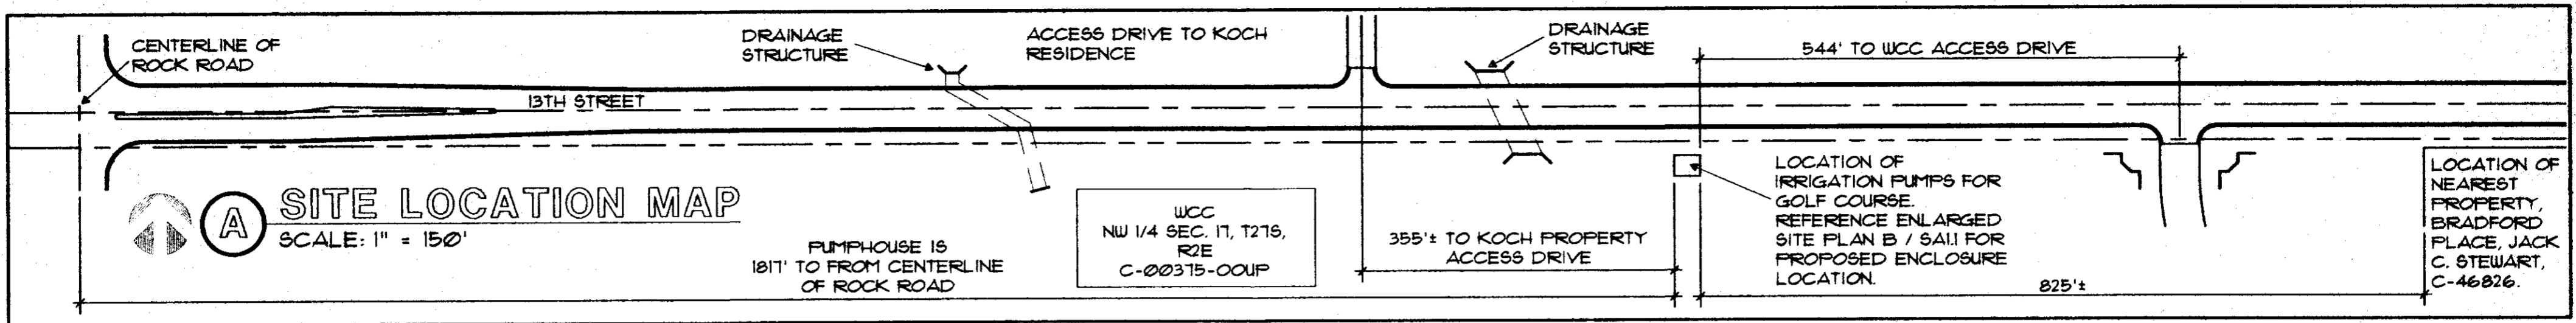 CENTERLINE OF
ROCK ROAD
DRAINAGE
STRUCTURE
ACCESS DRIVE TO KOCH
RESIDENCE
DRAINAGE
STRUCTURE
544' TO WCC ACCESS DRIVE
13TH STREET
A
SITE LOCATION MAP
SCALE: 1" = 150'
PUMPHOUSE IS
1817' TO FROM CENTERLINE
OF ROCK ROAD
WCC
NW 1/4 SEC. 17, T27S,
R2E
C-00375-OOUP
355'± TO KOCH PROPERTY
ACCESS DRIVE
LOCATION OF
IRRIGATION PUMPS FOR
GOLF COURSE.
REFERENCE ENLARGED
SITE PLAN B / SA1.1 FOR
PROPOSED ENCLOSURE
LOCATION.
825'±
LOCATION OF
NEAREST
PROPERTY,
BRADFORD
PLACE, JACK
C. STEWART,
C-46826.